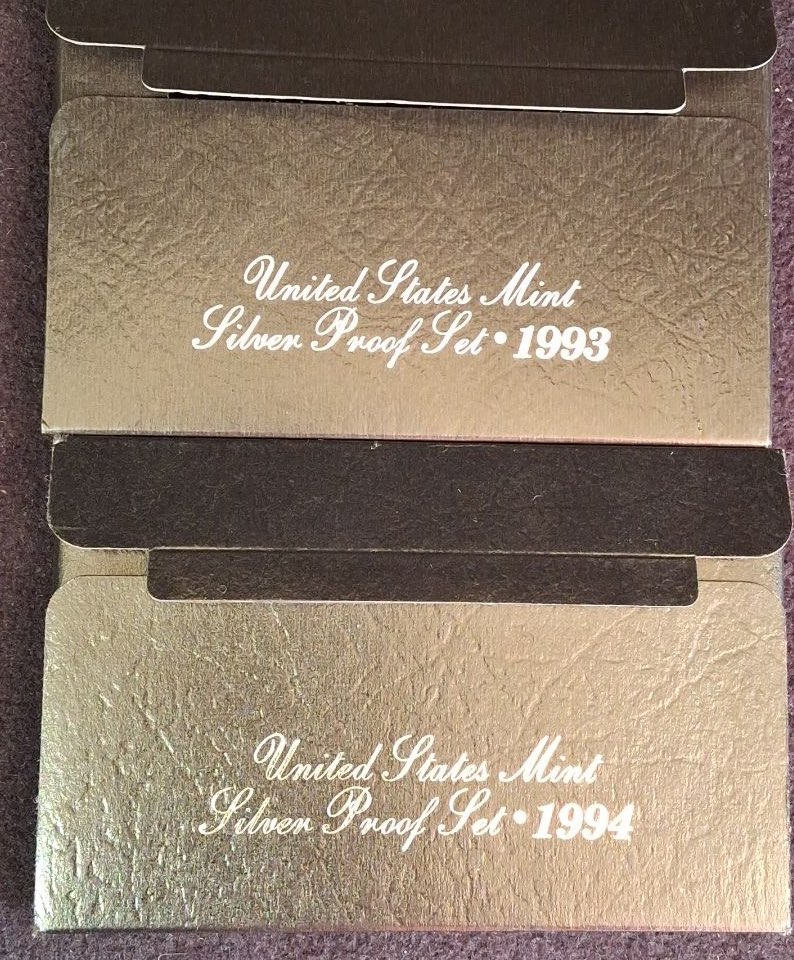 United States Mint
Silver Proof Set • 1993
United States Mint
Silver Proof Set • 1994